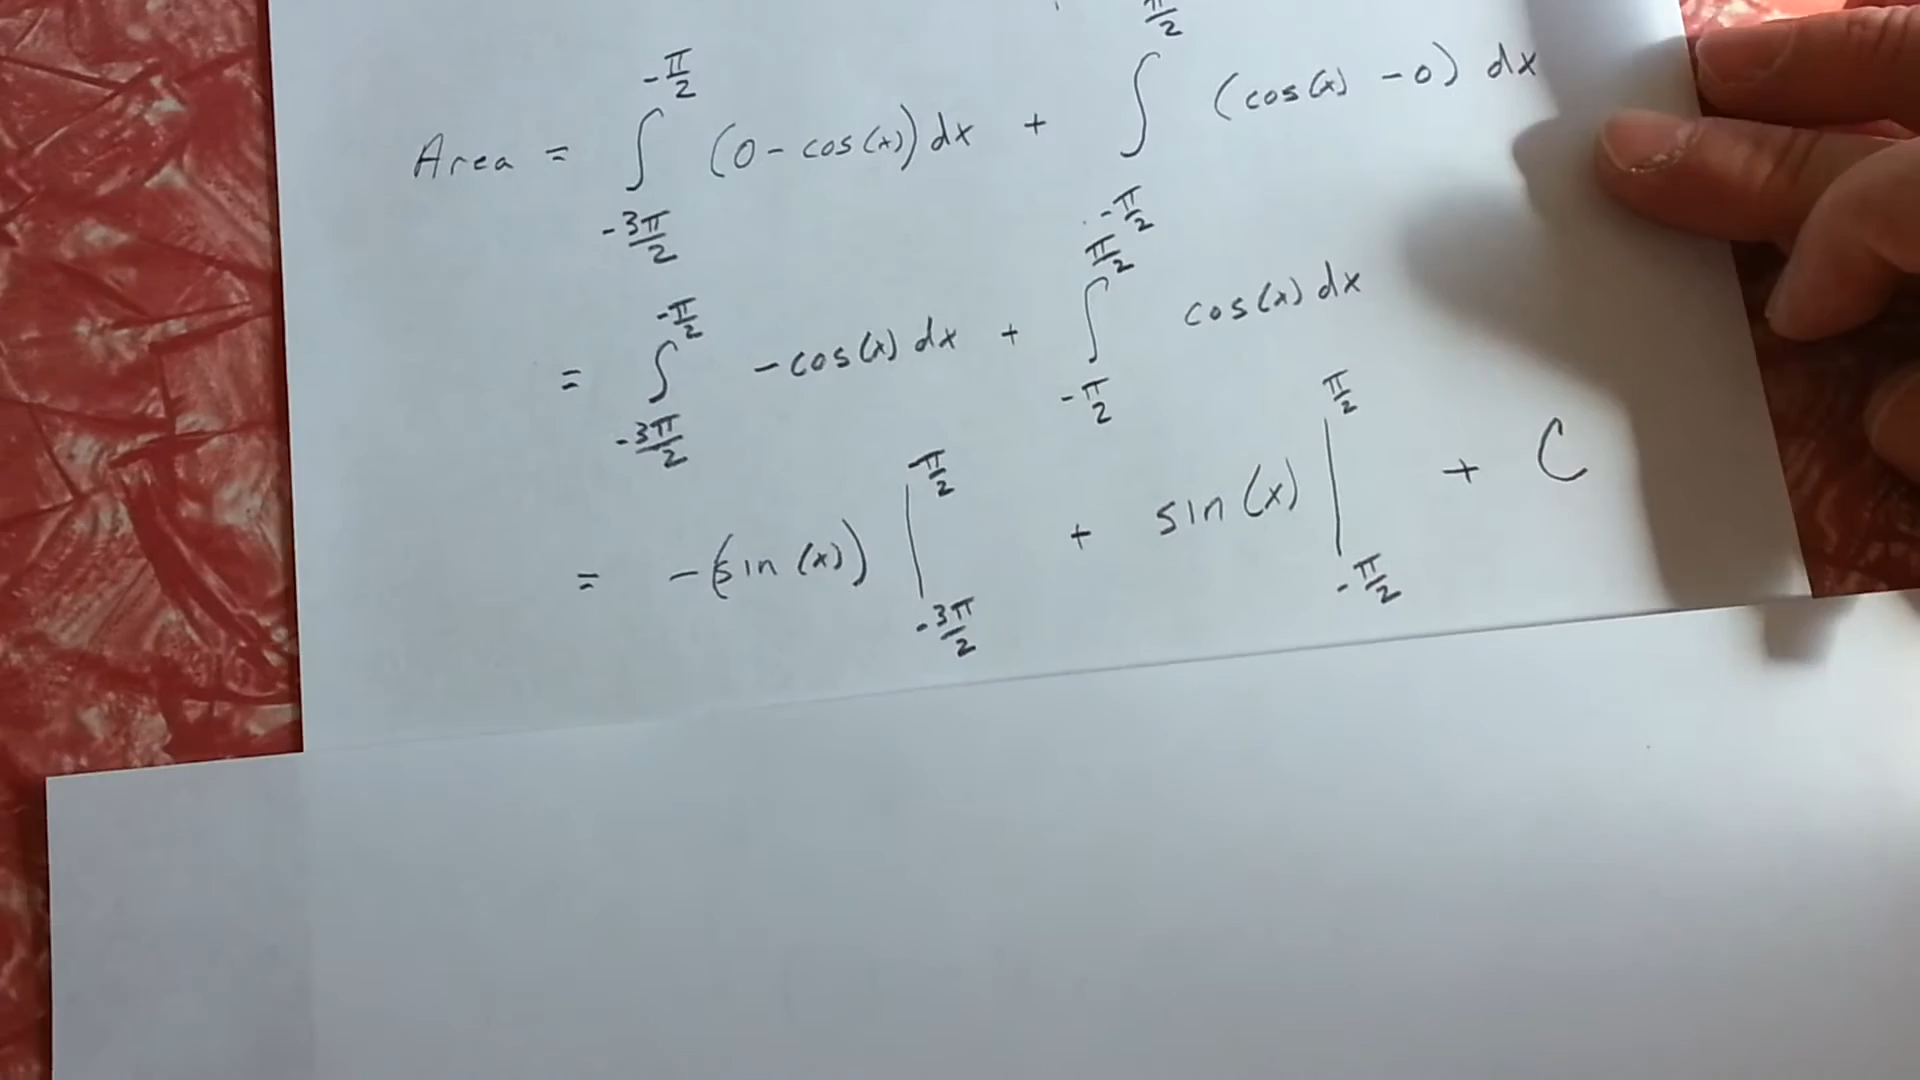 Area = ∫_{-3π/2}^{-π/2} (0 - cos(x)) dx + ∫_{-π/2}^{π/2} (cos(x) - 0) dx
= ∫_{-3π/2}^{-π/2} -cos(x) dx + ∫_{-π/2}^{π/2} cos(x) dx
= -(sin(x)) |_{-3π/2}^{-π/2} + sin(x) |_{-π/2}^{π/2} + C